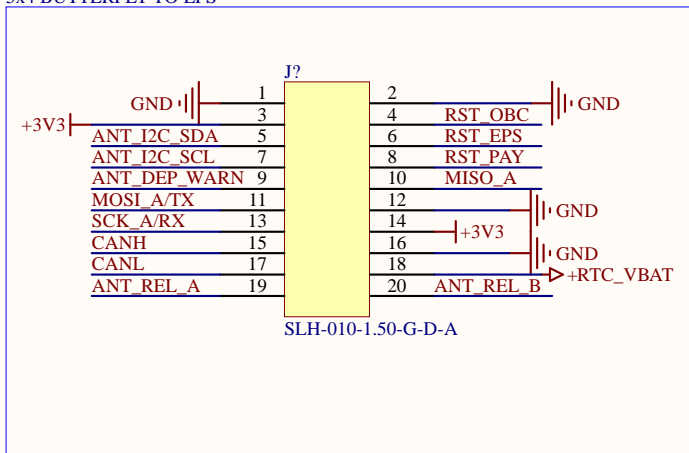 J?
GND 1 2 GND
+3V3 3 4 RST_OBC
ANT_I2C_SDA 5 6 RST_EPS
ANT_I2C_SCL 7 8 RST_PAY
ANT_DEP_WARN 9 10 MISO_A
MOSI_A/TX 11 12 GND
SCK_A/RX 13 14 +3V3
CANH 15 16 GND
CANL 17 18 +RTC_VBAT
ANT_REL_A 19 20 ANT_REL_B
SLH-010-1.50-G-D-A